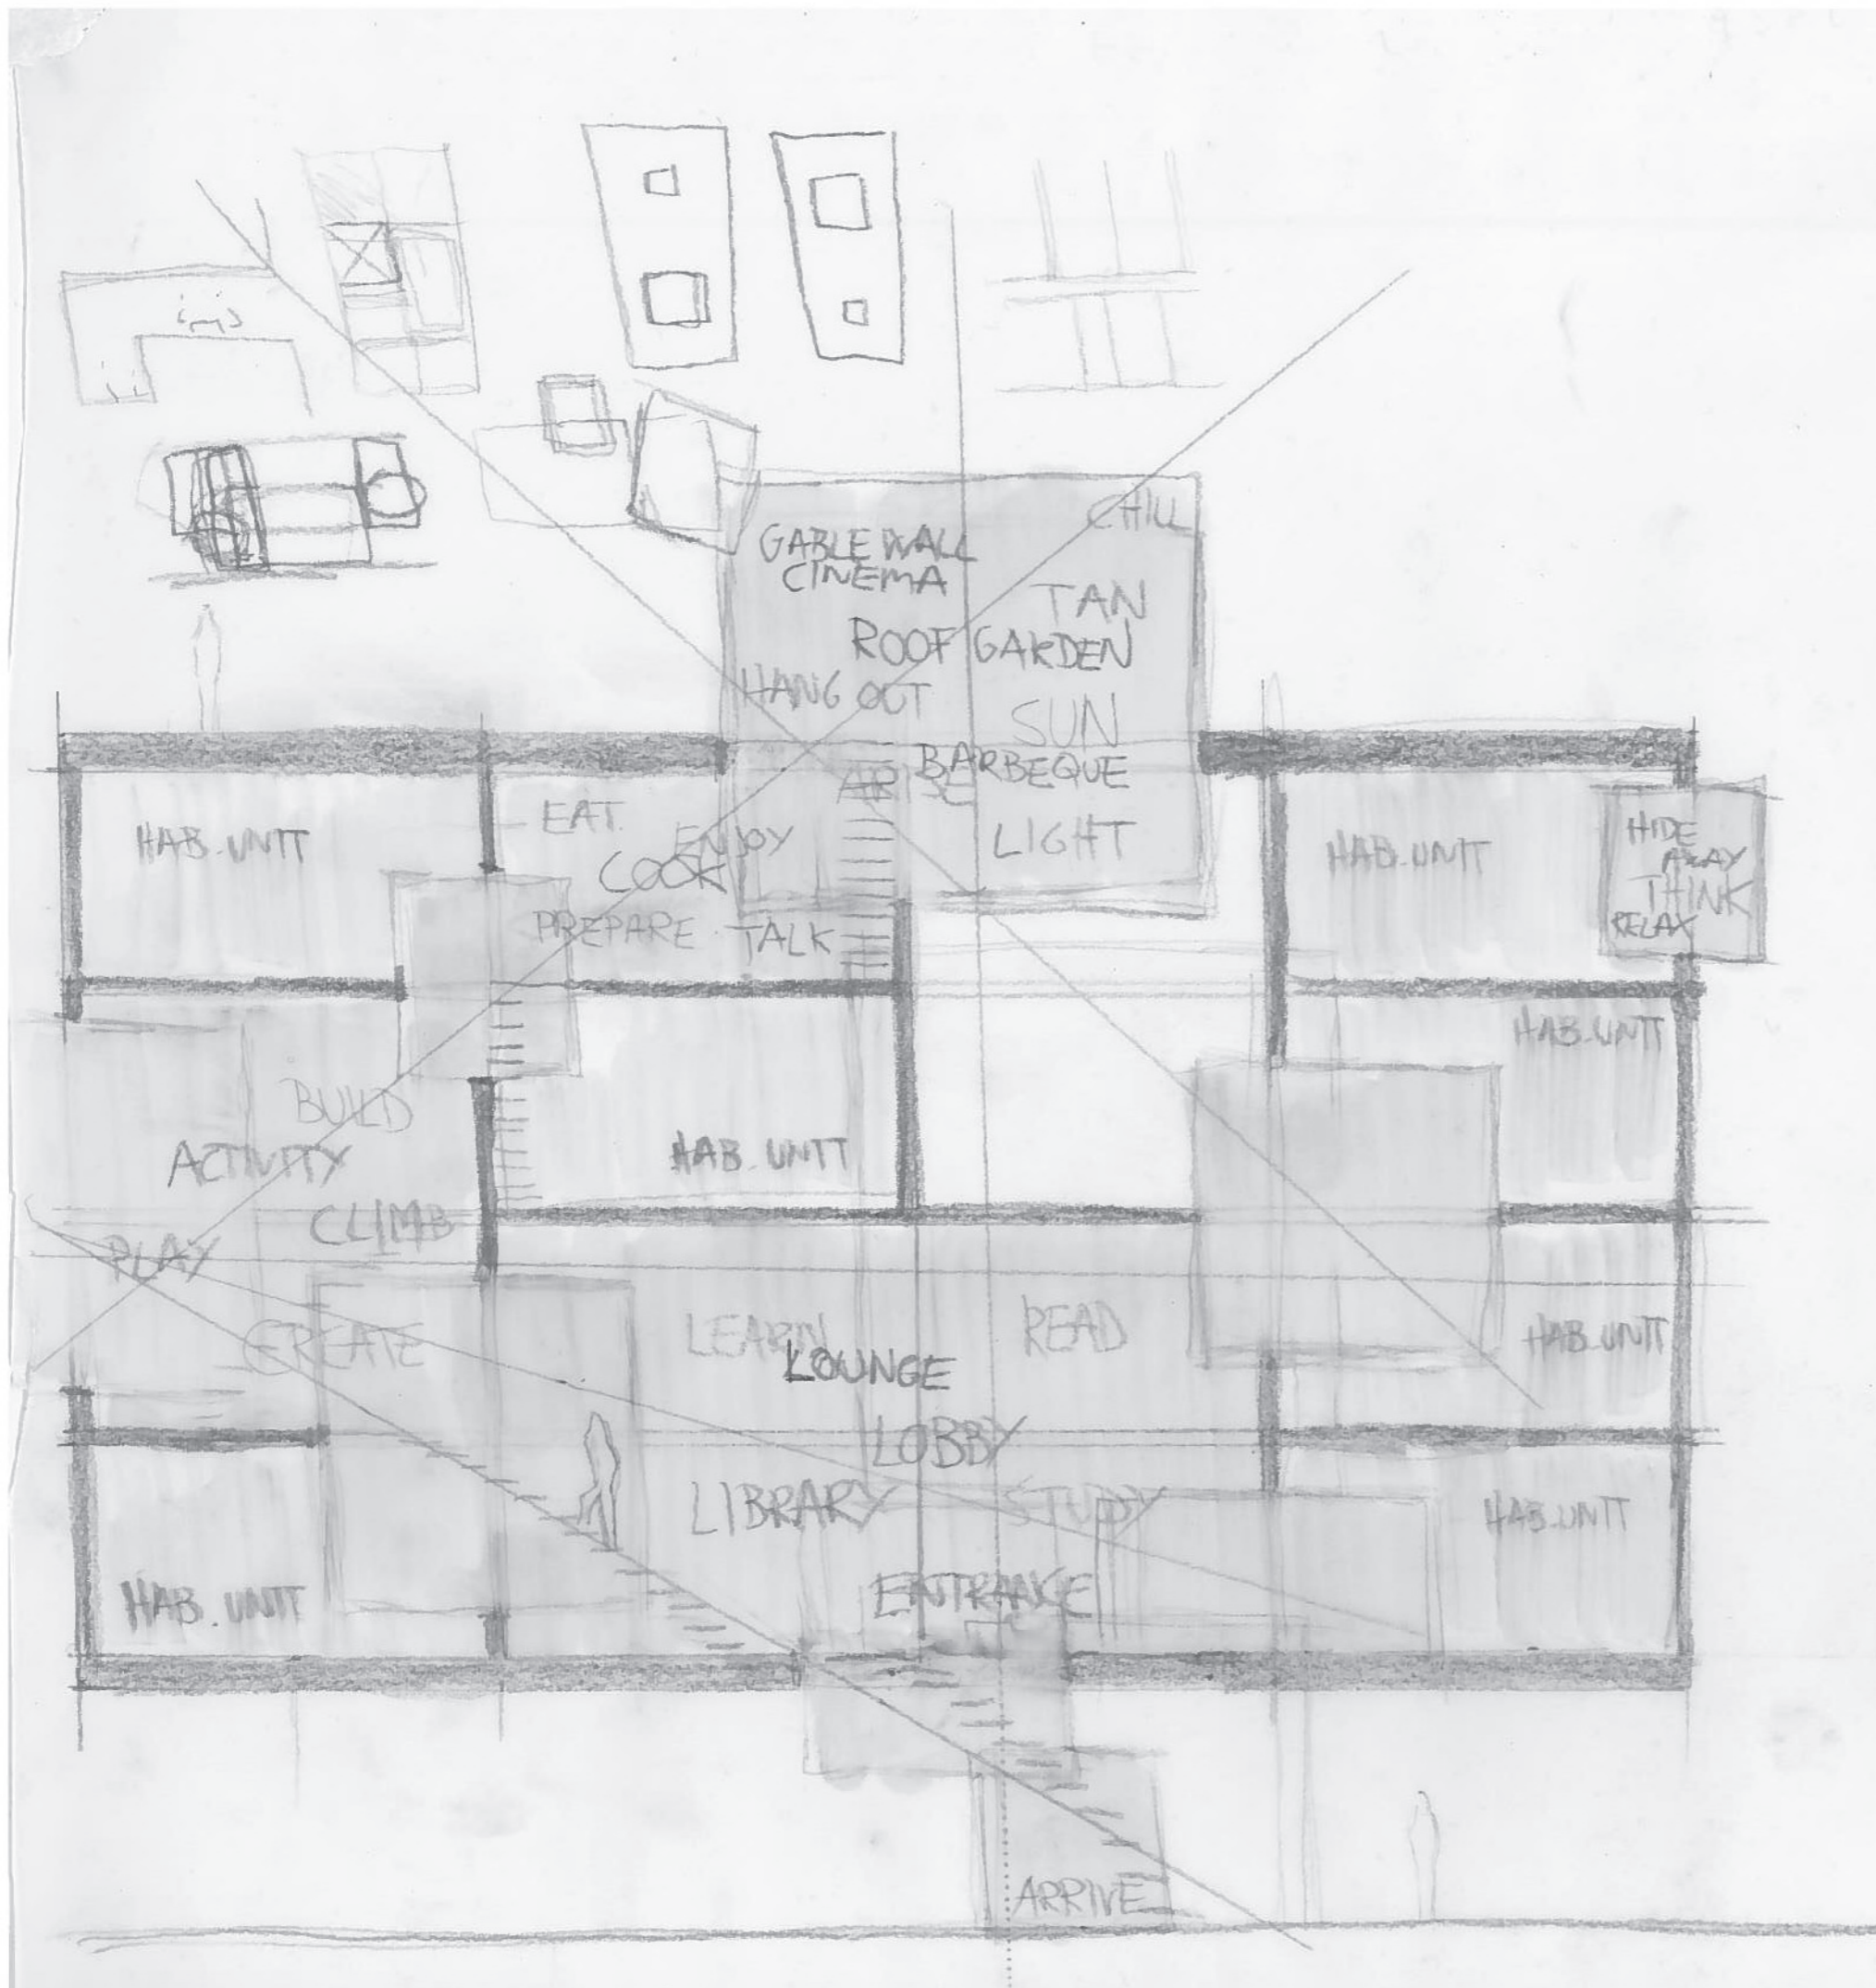 CHILL
GABLE WALL
CINEMA
TAN
ROOF GARDEN
HANG OUT
SUN
BARBEQUE
LIGHT
HAB. UNIT
EAT.
ENJOY
COOK
PREPARE. TALK
HAB. UNIT
HIDE
AWAY
THINK
RELAX
HAB. UNIT
BUILD
ACTIVITY
CLIMB
PLAY
HAB. UNIT
CREATE
LEARN
READ
LOUNGE
HAB. UNIT
LOBBY
LIBRARY
STUDY
HAB. UNIT
ENTRANCE
HAB. UNIT
ARRIVE